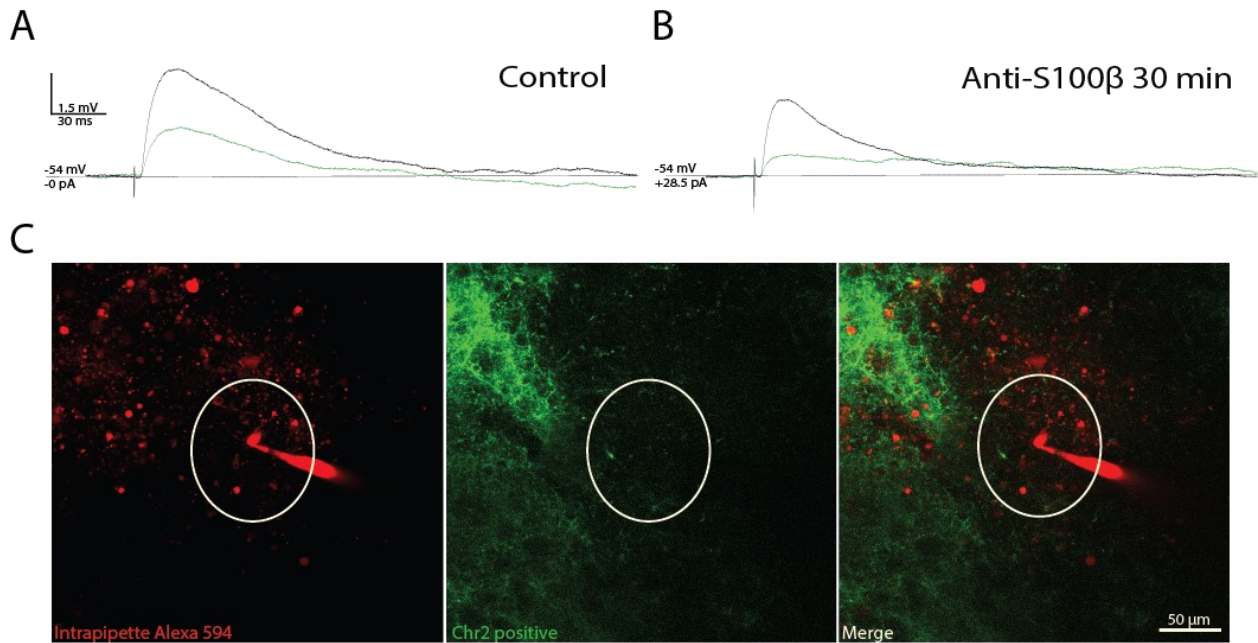 A
Control
1.5 mV
30 ms
-54 mV
-0 pA
B
Anti-S100β 30 min
-54 mV
+28.5 pA
C
Intrapipette Alexa 594
Chr2 positive
Merge
50 µm